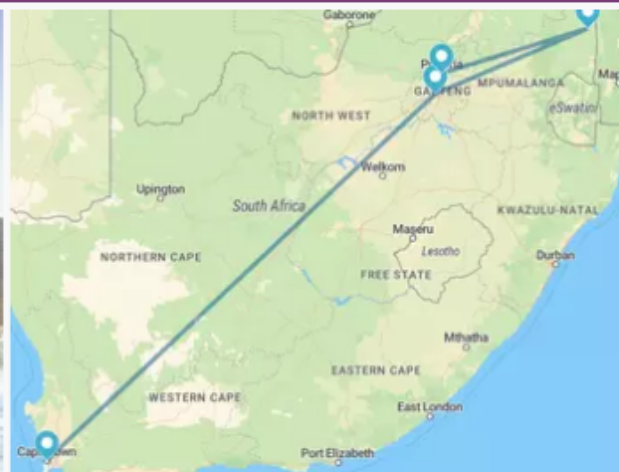 Gaborone
MPUMALANGA
eSwatini
NORTH WEST
Welkom
Upington
South Africa
KWAZULU-NATAL
Maseru
Lesotho
NORTHERN CAPE
Durban
FREE STATE
Mthatha
EASTERN CAPE
WESTERN CAPE
East London
Port Elizabeth